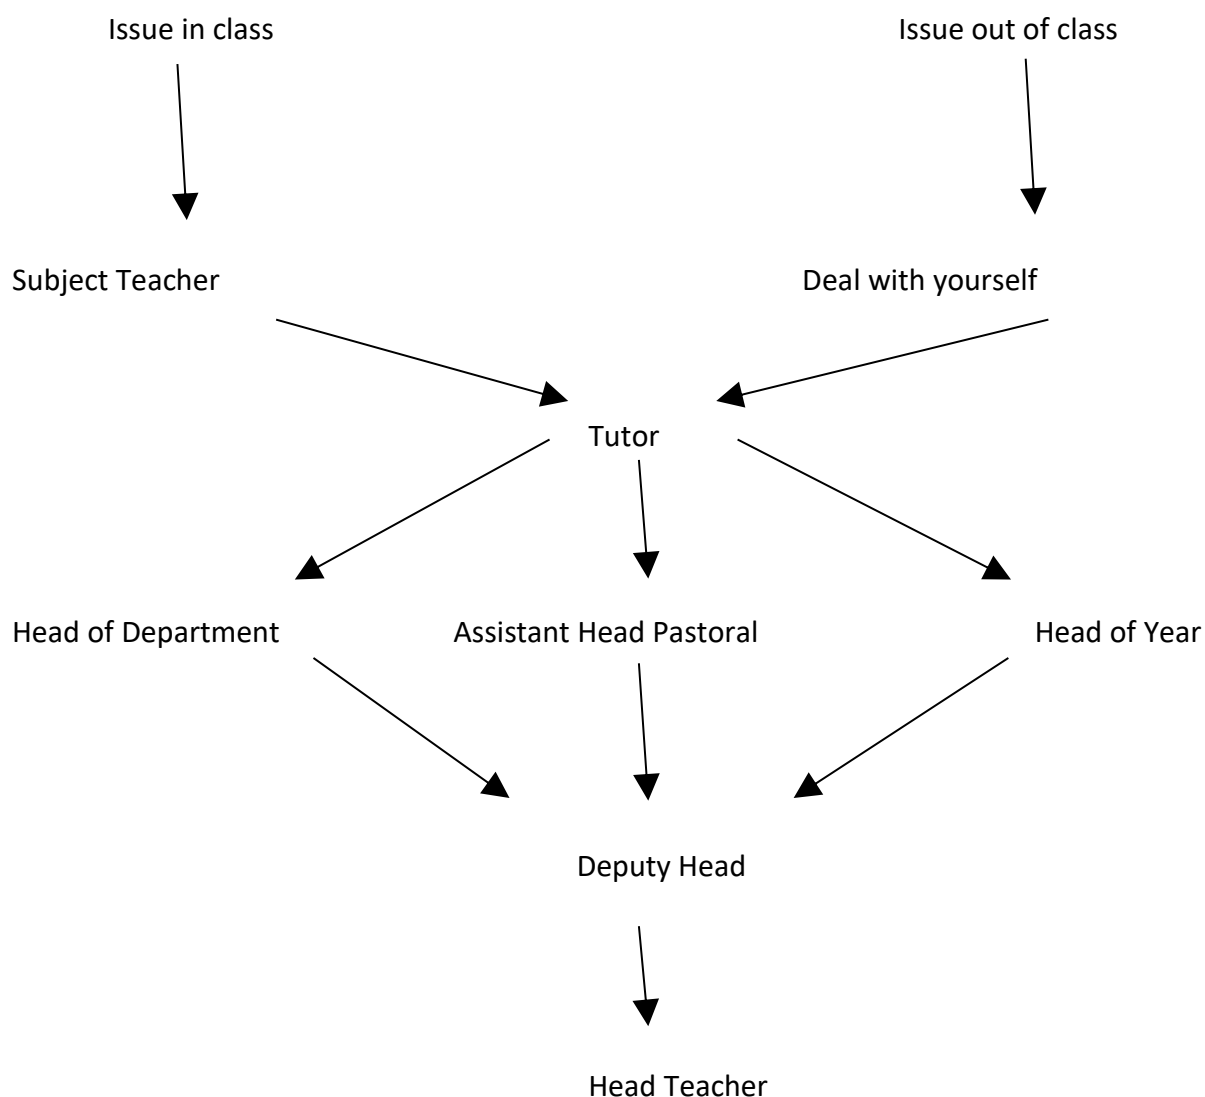 Issue in class
Issue out of class
Subject Teacher
Deal with yourself
Tutor
Head of Department
Assistant Head Pastoral
Head of Year
Deputy Head
Head Teacher